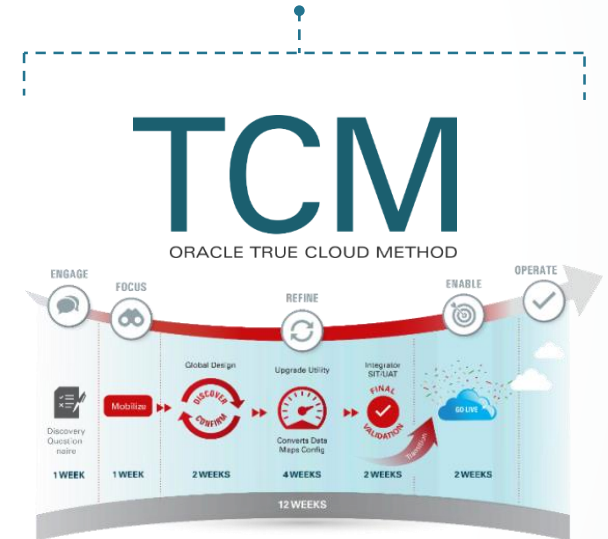 TCM
ORACLE TRUE CLOUD METHOD
ENGAGE
FOCUS
REFINE
ENABLE
OPERATE
Discovery
Question
naire
1 WEEK
Mobilize
1 WEEK
Global Design
DISCOVER
CONFIRM
2 WEEKS
Upgrade Utility
Converts Data
Maps Config
4 WEEKS
Integrator
SIT/UAT
FINAL
VALIDATION
2 WEEKS
Transition
GO LIVE
2 WEEKS
12 WEEKS